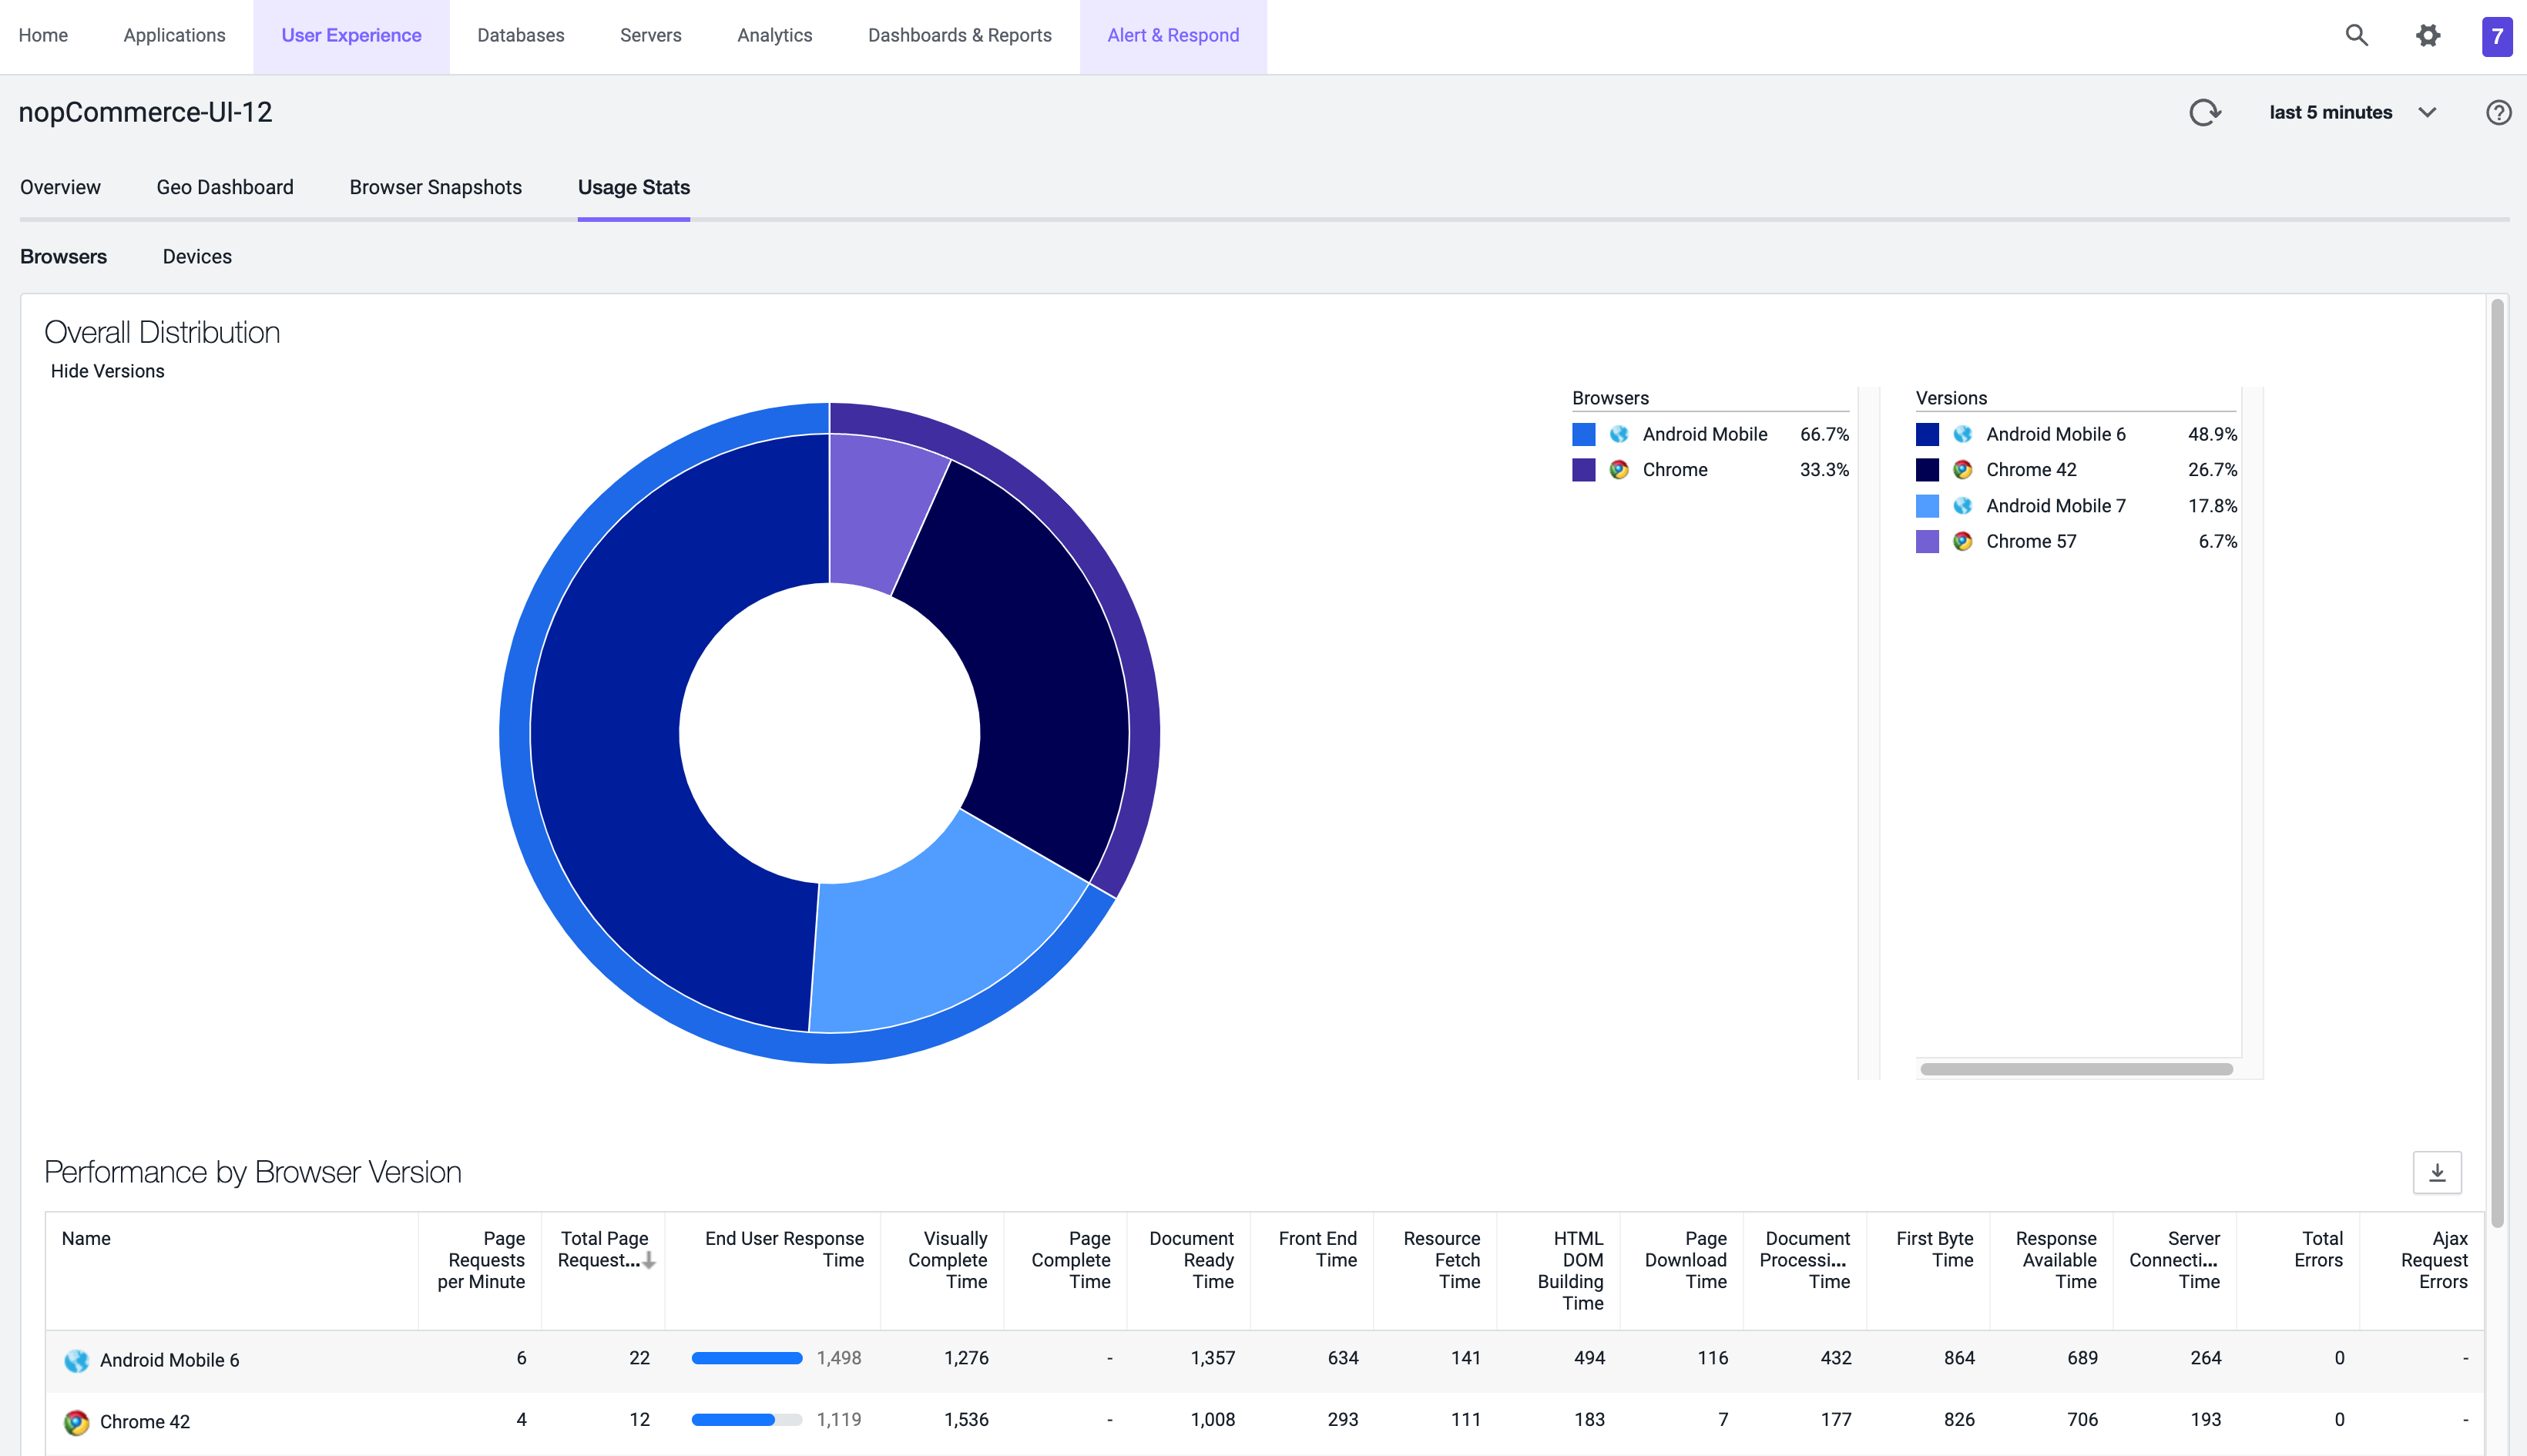 Home Applications User Experience Databases Servers Analytics Dashboards & Reports Alert & Respond 7
nopCommerce-UI-12 last 5 minutes ?
Overview Geo Dashboard Browser Snapshots Usage Stats
Browsers Devices
Overall Distribution
Hide Versions
Browsers
Android Mobile 66.7%
Chrome 33.3%
Versions
Android Mobile 6 48.9%
Chrome 42 26.7%
Android Mobile 7 17.8%
Chrome 57 6.7%
Performance by Browser Version
Name
Page
Requests
per Minute
Total Page
Request...
End User Response
Time
Visually
Complete
Time
Page
Complete
Time
Document
Ready
Time
Front End
Time
Resource
Fetch
Time
HTML
DOM
Building
Time
Page
Download
Time
Document
Processi...
Time
First Byte
Time
Response
Available
Time
Server
Connecti...
Time
Total
Errors
Ajax
Request
Errors
Android Mobile 6 6 22 1,498 1,276 - 1,357 634 141 494 116 432 864 689 264 0 -
Chrome 42 4 12 1,119 1,536 - 1,008 293 111 183 7 177 826 706 193 0 -